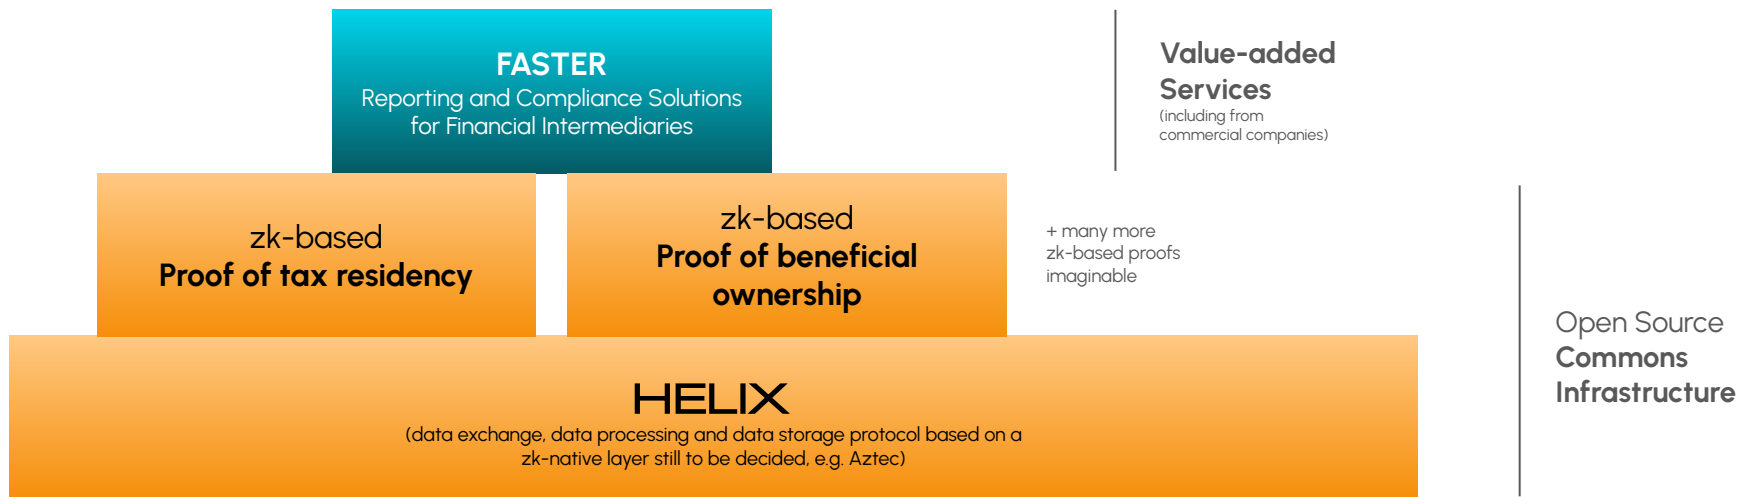 FASTER
Reporting and Compliance Solutions
for Financial Intermediaries
Value-added
Services
(including from
commercial companies)
zk-based
Proof of tax residency
zk-based
Proof of beneficial
ownership
+ many more
zk-based proofs
imaginable
Open Source
Commons
Infrastructure
HELIX
(data exchange, data processing and data storage protocol based on a
zk-native layer still to be decided, e.g. Aztec)